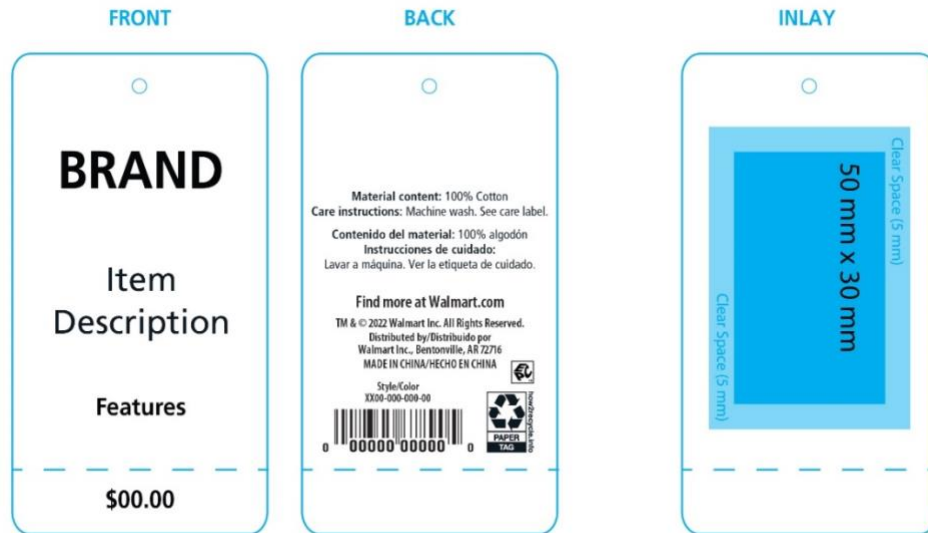 FRONT
BRAND
Item
Description
Features
$00.00
BACK
Material content: 100% Cotton
Care instructions: Machine wash. See care label.
Contenido del material: 100% algodón
Instrucciones de cuidado:
Lavar a máquina. Ver la etiqueta de cuidado.
Find more at Walmart.com
TM & © 2022 Walmart Inc. All Rights Reserved.
Distributed by/Distribuido por
Walmart Inc., Bentonville, AR 72716
MADE IN CHINA/HECHO EN CHINA
Style/Color
XX00-000-000-00
0 00000 00000 0
how2recycle.info
PAPER
TAG
INLAY
Clear Space (5 mm)
50 mm x 30 mm
Clear Space (5 mm)